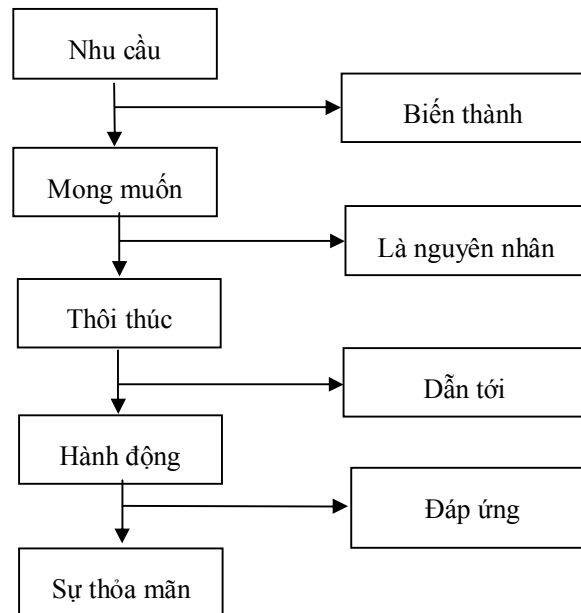 Nhu cầu
Biến thành
Mong muốn
Là nguyên nhân
Thôi thúc
Dẫn tới
Hành động
Đáp ứng
Sự thỏa mãn